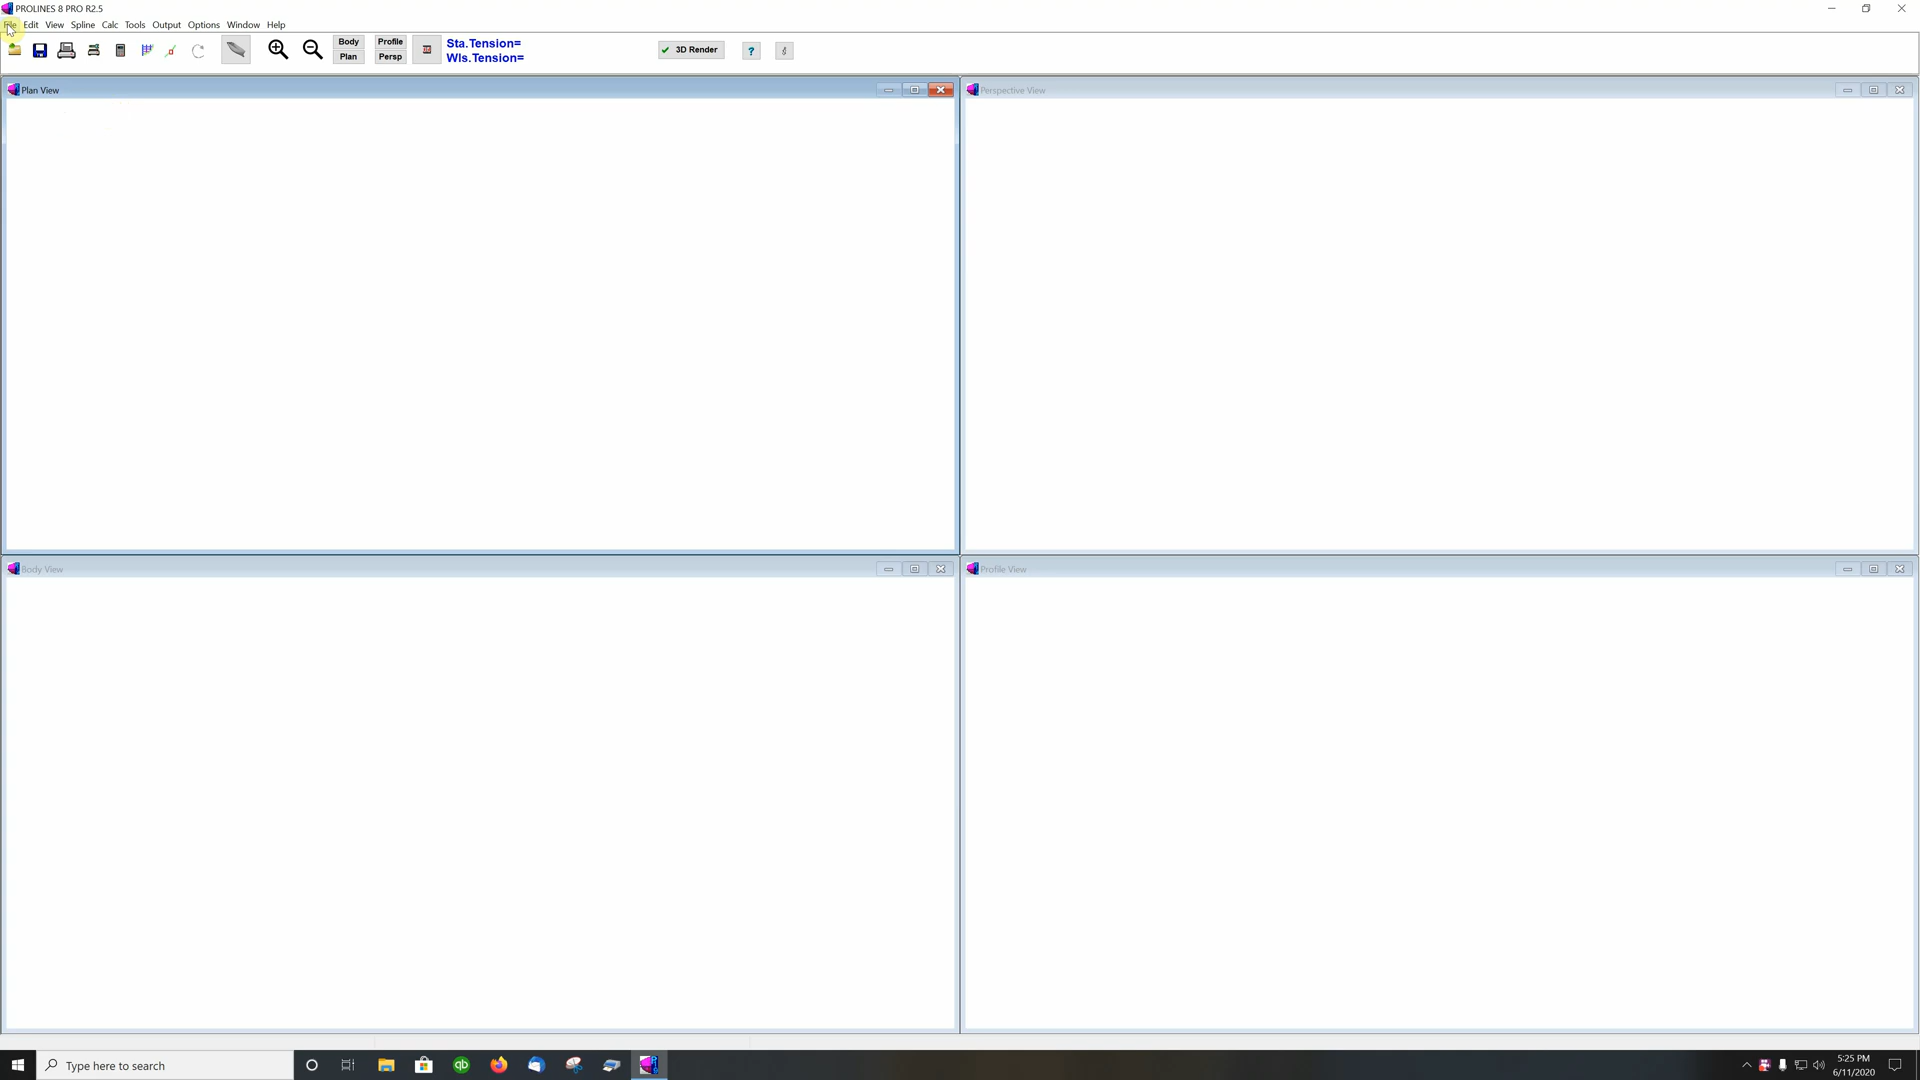 PROLINES 8 PRO R2.5
File Edit View Spline Calc Tools Output Options Window Help
Body Profile Sta.Tension=
Plan Persp Wls.Tension=
3D Render
?
Plan View
Perspective View
Body View
Profile View
Type here to search
qb
5:25 PM
6/11/2020